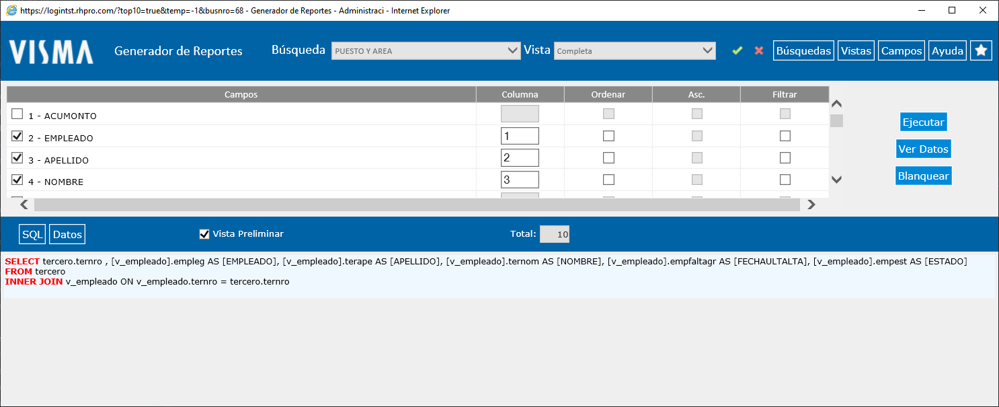 https://logintst.rhpro.com/?top10=true&temp=-1&busnro=68 - Generador de Reportes - Administraci - Internet Explorer
VISMA Generador de Reportes Búsqueda PUESTO Y AREA Vista Completa Búsquedas Vistas Campos Ayuda
Campos Columna Ordenar Asc. Filtrar
1 - ACUMONTO
2 - EMPLEADO 1
3 - APELLIDO 2
4 - NOMBRE 3
Ejecutar
Ver Datos
Blanquear
SQL Datos Vista Preliminar Total: 10
SELECT tercero.ternro , [v_empleado].empleg AS [EMPLEADO], [v_empleado].terape AS [APELLIDO], [v_empleado].ternom AS [NOMBRE], [v_empleado].empfaltagr AS [FECHAULTALTA], [v_empleado].empest AS [ESTADO]
FROM tercero
INNER JOIN v_empleado ON v_empleado.ternro = tercero.ternro